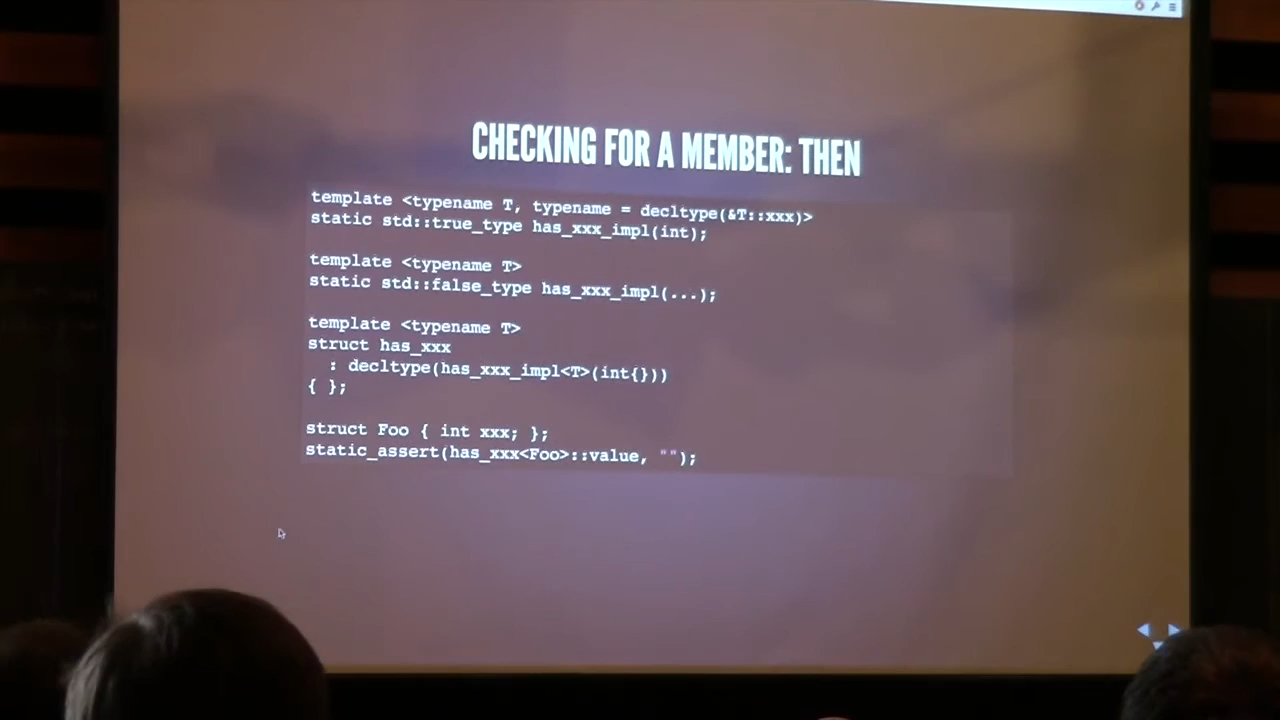 CHECKING FOR A MEMBER: THEN
template <typename T, typename = decltype(&T::xxx)>
static std::true_type has_xxx_impl(int);
template <typename T>
static std::false_type has_xxx_impl(...);
template <typename T>
struct has_xxx
: decltype(has_xxx_impl<T>(int{}))
{ };
struct Foo { int xxx; };
static_assert(has_xxx<Foo>::value, "");